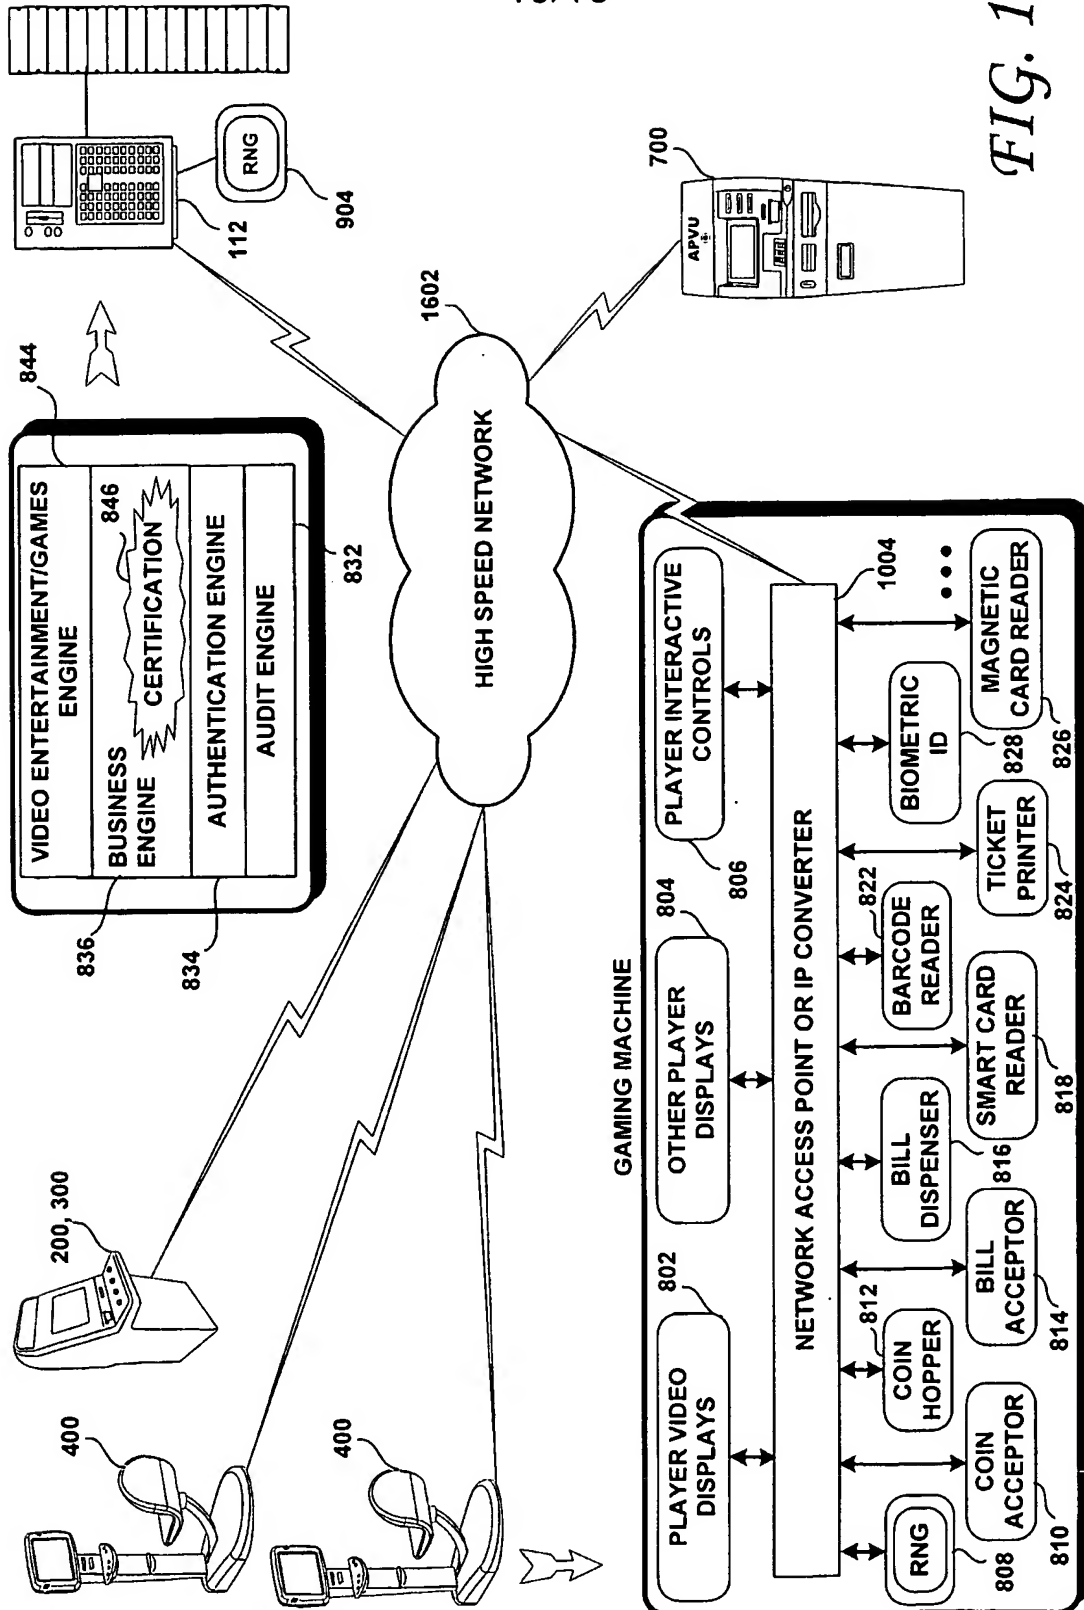 200, 300
400
400
VIDEO ENTERTAINMENT/GAMES
ENGINE
844
BUSINESS
ENGINE
846
CERTIFICATION
AUTHENTICATION ENGINE
AUDIT ENGINE
836
834
832
112
RNG
904
HIGH SPEED NETWORK
1602
APVU
700
GAMING MACHINE
PLAYER VIDEO
DISPLAYS
802
OTHER PLAYER
DISPLAYS
804
PLAYER INTERACTIVE
CONTROLS
806
NETWORK ACCESS POINT OR IP CONVERTER
1004
RNG
808
COIN
ACCEPTOR
810
COIN
HOPPER
812
BILL
ACCEPTOR
814
BILL
DISPENSER
816
SMART CARD
READER
818
BARCODE
READER
822
TICKET
PRINTER
824
BIOMETRIC
ID
828
MAGNETIC
CARD READER
826
FIG. 1